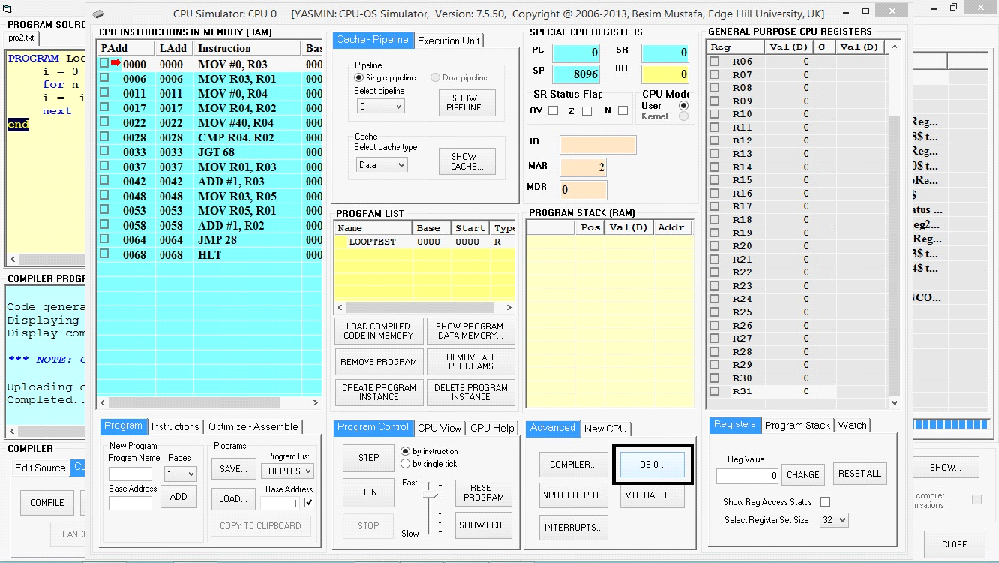 CPU Simulator: CPU 0 [YASMIN: CPU-OS Simulator, Version: 7.5.50, Copyright @ 2006-2013, Besim Mustafa, Edge Hill University, UK]
PROGRAM SOURC
pro2.txt
PROGRAM Loo
i = 0
for n
i = i
next
end
COMPILER PROGR
Code genera
Displaying
Display com
*** NOTE: C
Uploading c
Completed..
COMPILER
Edit Source
Co
COMPILE
CANC
CPU INSTRUCTIONS IN MEMORY (RAM)
PAdd LAdd Instruction Bas
0000 0000 MOV #0, R03 000
0006 0006 MOV R03, R01 000
0011 0011 MOV #0, R04 000
0017 0017 MOV R04, R02 000
0022 0022 MOV #40, R04 000
0028 0028 CMP R04, R02 000
0033 0033 JGT 68 000
0037 0037 MOV R01, R03 000
0042 0042 ADD #1, R03 000
0048 0048 MOV R03, R05 000
0053 0053 MOV R05, R01 000
0058 0058 ADD #1, R02 000
0064 0064 JMP 28 000
0068 0068 HLT 000
Program Instructions Optimize - Assemble
New Program
Program Name Pages
1
Base Address
ADD
Programs
SAVE...
Program Lis:
LOCPTES
LOAD...
Base Address
-1
COPY TO CLIPBOARD
Cache - Pipeline Execution Unit
Pipeline
Single pipeline Dual pipeline
Select pipeline
0
SHOW PIPELINE..
Cache
Select cache type
Data
SHOW CACHE...
PROGRAM LIST
Name Base Start Type
LOOPTEST 0000 0000 R
LOAD COMPILED CODE IN MEMORY
SHOW PROGRAM DATA MEMORY...
REMOVE PROGRAM
REMOVE ALL PROGRAMS
CREATE PROGRAM INSTANCE
DELETE PROGRAM INSTANCE
Program Control CPU View CPU Help
STEP
by instruction
by single tick
RUN
Fast
RESET PROGRAM
STOP
Slow
SHOW PCB...
SPECIAL CPU REGISTERS
PC 0 SR 0
SP 8096 BR 0
SR Status Flag
OV Z N
CPU Mode
User
Kernel
IR
MAR 2
MDR 0
PROGRAM STACK (RAM)
Pos Val(D) Addr
Advanced New CPU
COMPILER...
OS 0..
INPUT OUTPUT...
VIRTUAL OS...
INTERRUPTS...
GENERAL PURPOSE CPU REGISTERS
Reg Val (D) C Val (D)
R06 0
R07 0
R08 0
R09 0
R10 0
R11 0
R12 0
R13 0
R14 0
R15 0
R16 0
R17 0
R18 0
R19 0
R20 0
R21 0
R22 0
R23 0
R24 0
R25 0
R26 0
R27 0
R28 0
R29 0
R30 0
R31 0
Registers Program Stack Watch
Reg Value
0
CHANGE
RESET ALL
Show Reg Access Status
Select Register Set Size 32
Reg...
3$ t...
Reg...
0$ t...
Re...
$
atus ...
eg2...
Reg...
3$ t...
4$ t...
NCO...
SHOW...
compiler
misations
CLOSE